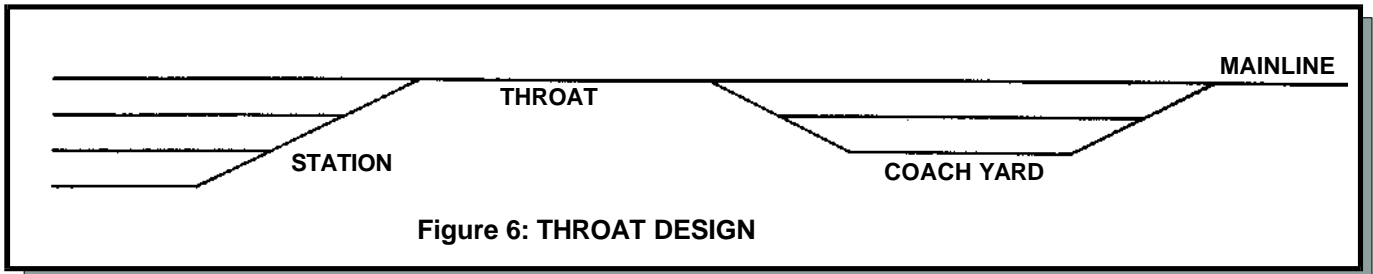 MAINLINE
THROAT
STATION
COACH YARD
Figure 6: THROAT DESIGN